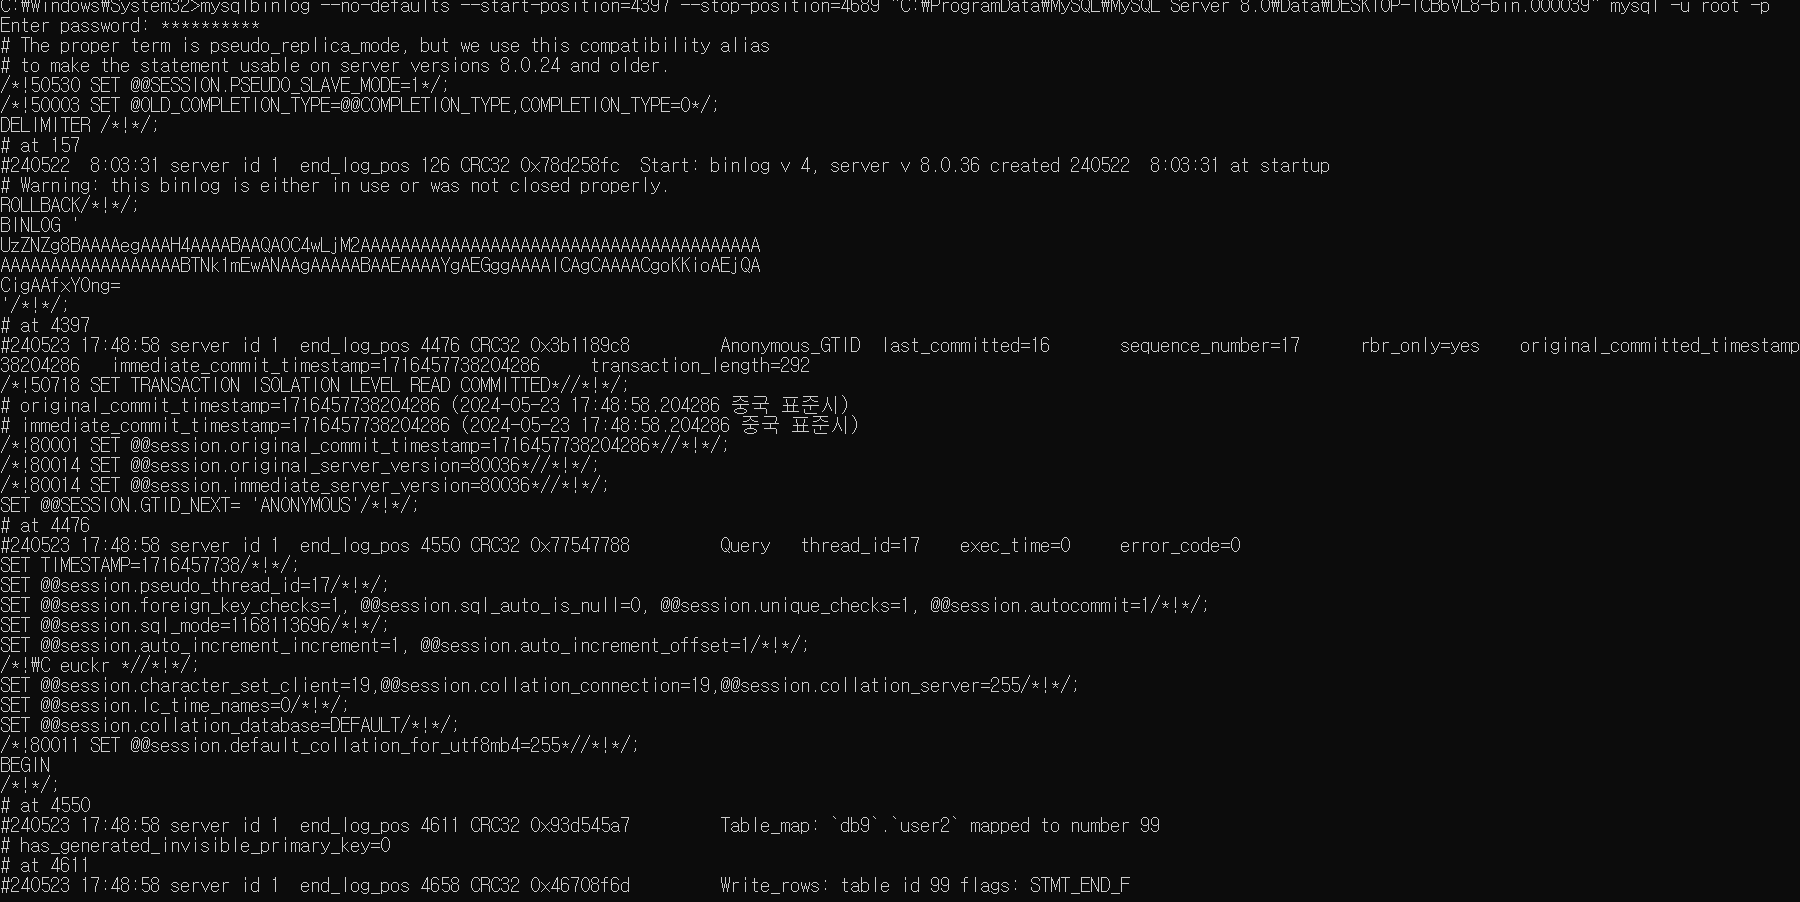 C:₩Windows₩System32>mysqlbinlog --no-defaults --start-position=4397 --stop-position=4689 "C:₩ProgramData₩MySQL₩MySQL Server 8.0₩Data₩DESKTOP-TCB6VL8-bin.000039" mysql -u root -p
Enter password: **********
# The proper term is pseudo_replica_mode, but we use this compatibility alias
# to make the statement usable on server versions 8.0.24 and older.
/*!50530 SET @@SESSION.PSEUDO_SLAVE_MODE=1*/;
/*!50003 SET @OLD_COMPLETION_TYPE=@@COMPLETION_TYPE,COMPLETION_TYPE=0*/;
DELIMITER /*!*/;
# at 157
#240522  8:03:31 server id 1  end_log_pos 126 CRC32 0x78d258fc  Start: binlog v 4, server v 8.0.36 created 240522  8:03:31 at startup
# Warning: this binlog is either in use or was not closed properly.
ROLLBACK/*!*/;
BINLOG '
UzZNZg8BAAAAegAAAH4AAAABAAQAOC4wLjM2AAAAAAAAAAAAAAAAAAAAAAAAAAAAAAAAAAAAAAAA
AAAAAAAAAAAAAAAAAABTNk1mEwANAAgAAAAABAAEAAAAYgAEGggAAAAICAgCAAAACgoKKioAEjQA
CigAAfxYOng=
'/*!*/;
# at 4397
#240523 17:48:58 server id 1  end_log_pos 4476 CRC32 0x3b1189c8         Anonymous_GTID  last_committed=16       sequence_number=17      rbr_only=yes    original_committed_timestamp
38204286   immediate_commit_timestamp=1716457738204286     transaction_length=292
/*!50718 SET TRANSACTION ISOLATION LEVEL READ COMMITTED*//*!*/;
# original_commit_timestamp=1716457738204286 (2024-05-23 17:48:58.204286 중국 표준시)
# immediate_commit_timestamp=1716457738204286 (2024-05-23 17:48:58.204286 중국 표준시)
/*!80001 SET @@session.original_commit_timestamp=1716457738204286*//*!*/;
/*!80014 SET @@session.original_server_version=80036*//*!*/;
/*!80014 SET @@session.immediate_server_version=80036*//*!*/;
SET @@SESSION.GTID_NEXT= 'ANONYMOUS'/*!*/;
# at 4476
#240523 17:48:58 server id 1  end_log_pos 4550 CRC32 0x77547788         Query   thread_id=17    exec_time=0     error_code=0
SET TIMESTAMP=1716457738/*!*/;
SET @@session.pseudo_thread_id=17/*!*/;
SET @@session.foreign_key_checks=1, @@session.sql_auto_is_null=0, @@session.unique_checks=1, @@session.autocommit=1/*!*/;
SET @@session.sql_mode=1168113696/*!*/;
SET @@session.auto_increment_increment=1, @@session.auto_increment_offset=1/*!*/;
/*!₩C euckr *//*!*/;
SET @@session.character_set_client=19,@@session.collation_connection=19,@@session.collation_server=255/*!*/;
SET @@session.lc_time_names=0/*!*/;
SET @@session.collation_database=DEFAULT/*!*/;
/*!80011 SET @@session.default_collation_for_utf8mb4=255*//*!*/;
BEGIN
/*!*/;
# at 4550
#240523 17:48:58 server id 1  end_log_pos 4611 CRC32 0x93d545a7         Table_map: `db9`.`user2` mapped to number 99
# has_generated_invisible_primary_key=0
# at 4611
#240523 17:48:58 server id 1  end_log_pos 4658 CRC32 0x46708f6d         Write_rows: table id 99 flags: STMT_END_F